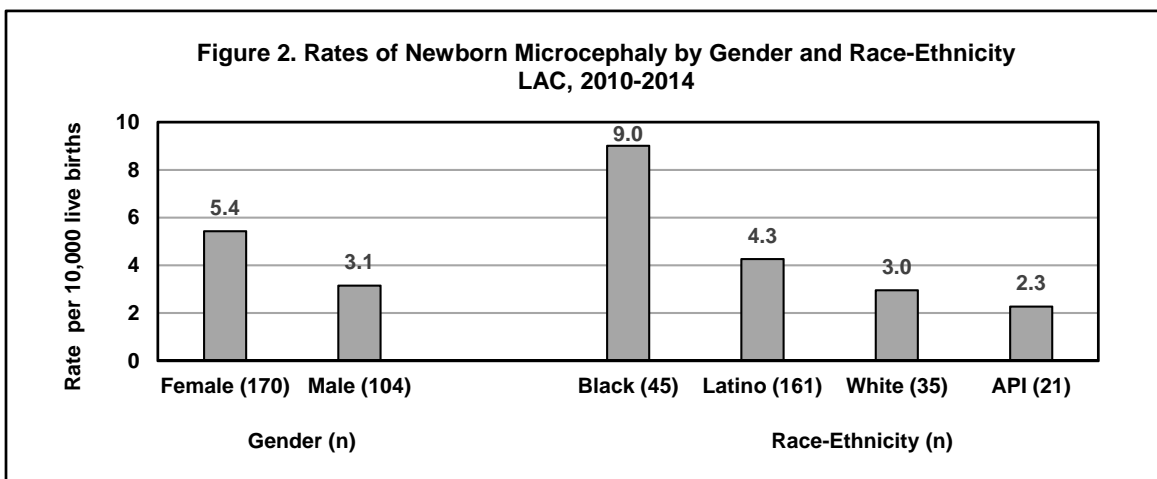 Figure 2. Rates of Newborn Microcephaly by Gender and Race-Ethnicity
LAC, 2010-2014
Rate per 10,000 live births
10
8
6
4
2
0
5.4
3.1
9.0
4.3
3.0
2.3
Female (170) Male (104) Black (45) Latino (161) White (35) API (21)
Gender (n) Race-Ethnicity (n)